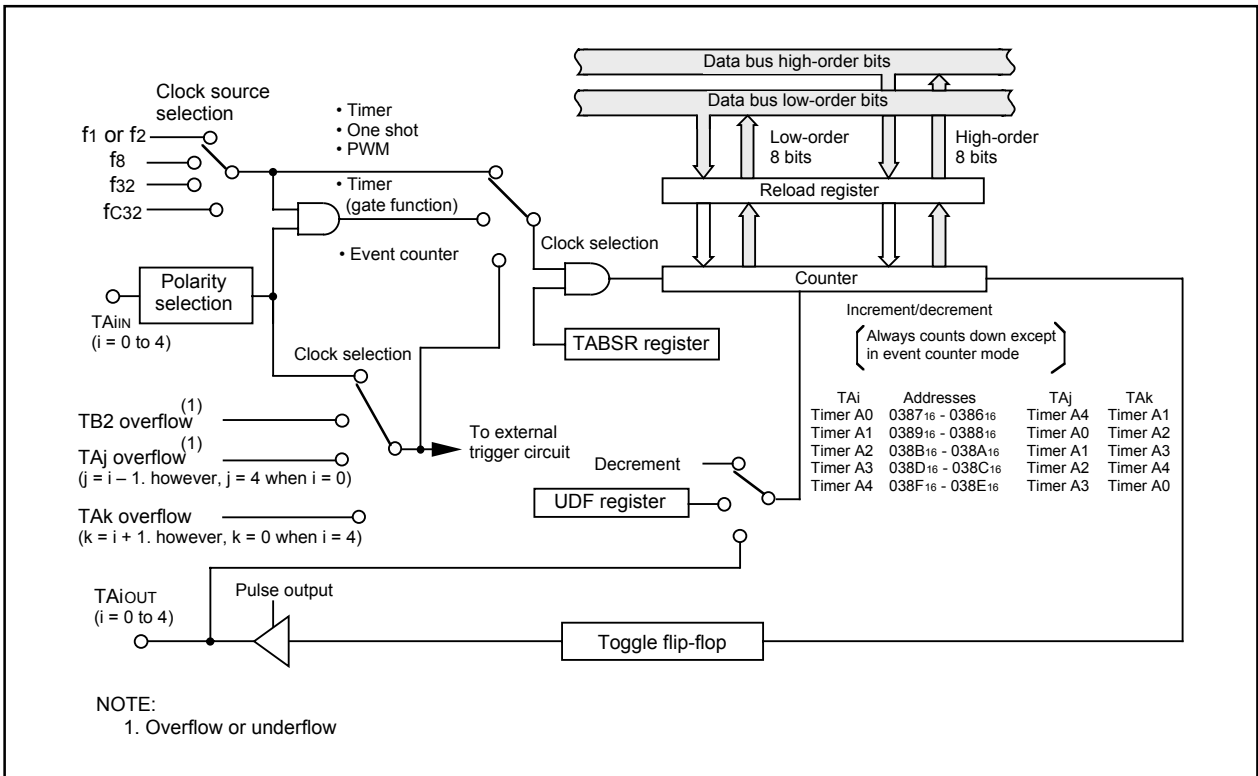 Data bus high-order bits
Data bus low-order bits
Clock source
selection
f1 or f2
f8
f32
fC32
• Timer
• One shot
• PWM
• Timer
(gate function)
• Event counter
Low-order
8 bits
High-order
8 bits
Reload register
Clock selection
Counter
Polarity
selection
TAiIN
(i = 0 to 4)
TABSR register
Increment/decrement
(Always counts down except
in event counter mode)
Clock selection
TB2 overflow(1)
TAj overflow(1)
(j = i – 1. however, j = 4 when i = 0)
TAk overflow
(k = i + 1. however, k = 0 when i = 4)
To external
trigger circuit
Decrement
UDF register
TAi Addresses TAj TAk
Timer A0 038716 - 038616 Timer A4 Timer A1
Timer A1 038916 - 038816 Timer A0 Timer A2
Timer A2 038B16 - 038A16 Timer A1 Timer A3
Timer A3 038D16 - 038C16 Timer A2 Timer A4
Timer A4 038F16 - 038E16 Timer A3 Timer A0
TAiOUT
(i = 0 to 4)
Pulse output
Toggle flip-flop
NOTE:
1. Overflow or underflow